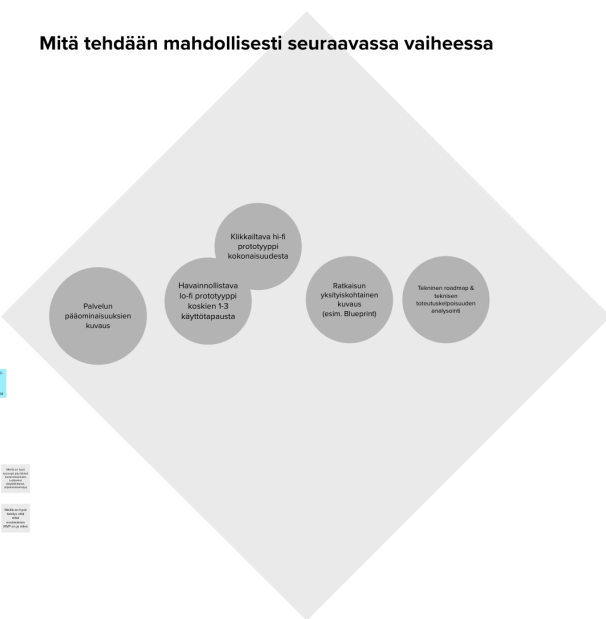 Mitä tehdään mahdollisesti seuraavassa vaiheessa
Klikkailtava hi-fi
prototyyppi
kokonaisuudesta
Havainnollistava
lo-fi prototyyppi
koskien 1-3
käyttötapausta
Palvelun
pääominaisuuksien
kuvaus
Ratkaisun
yksityiskohtainen
kuvaus
(esim. Blueprint)
Tekninen roadmap &
teknisen
toteutuskelpoisuuden
analysointi